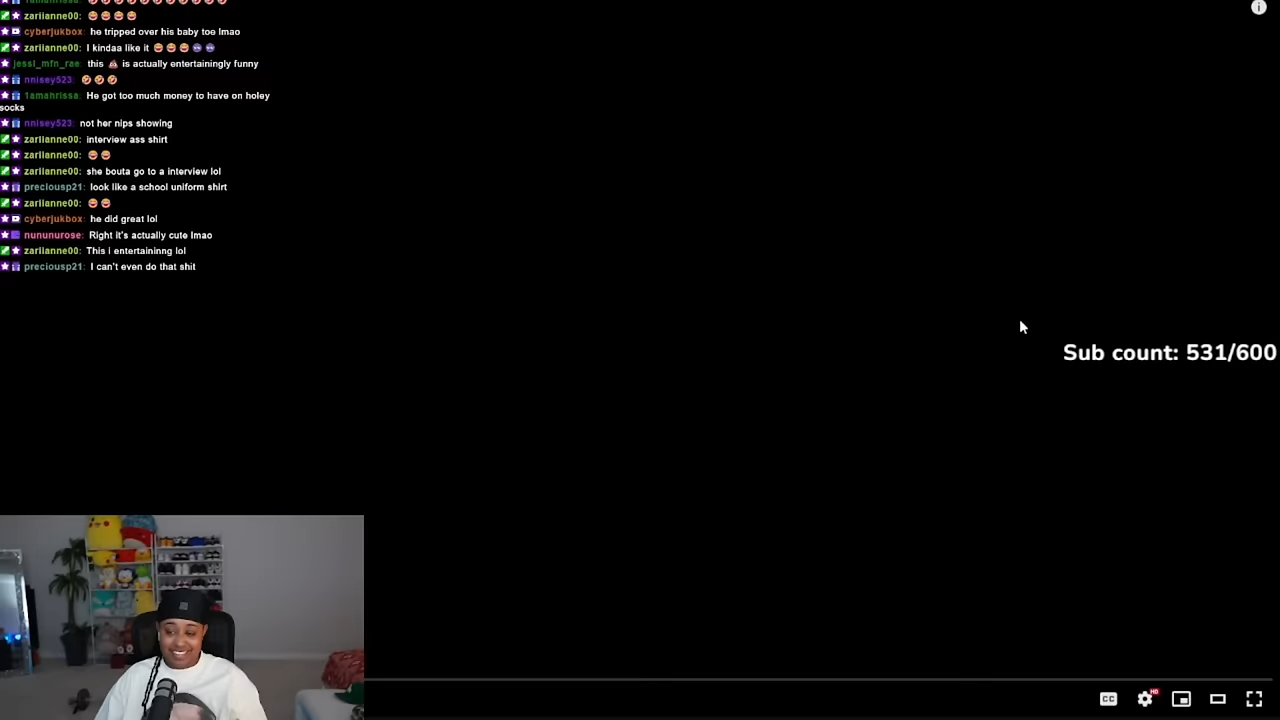 zarlianne00:
cyberjukbox: he tripped over his baby toe lmao
zarlianne00: I kindaa like it
jessi_mfn_rae: this is actually entertainingly funny
nnisey523:
1amahrissa: He got too much money to have on holey
socks
nnisey523: not her nips showing
zarlianne00: interview ass shirt
zarlianne00:
zarlianne00: she bouta go to a interview lol
preciousp21: look like a school uniform shirt
zarlianne00:
cyberjukbox: he did great lol
nununurose: Right it's actually cute lmao
zarlianne00: This i entertaininng lol
preciousp21: I can't even do that shit
Sub count: 531/600
CC
HD